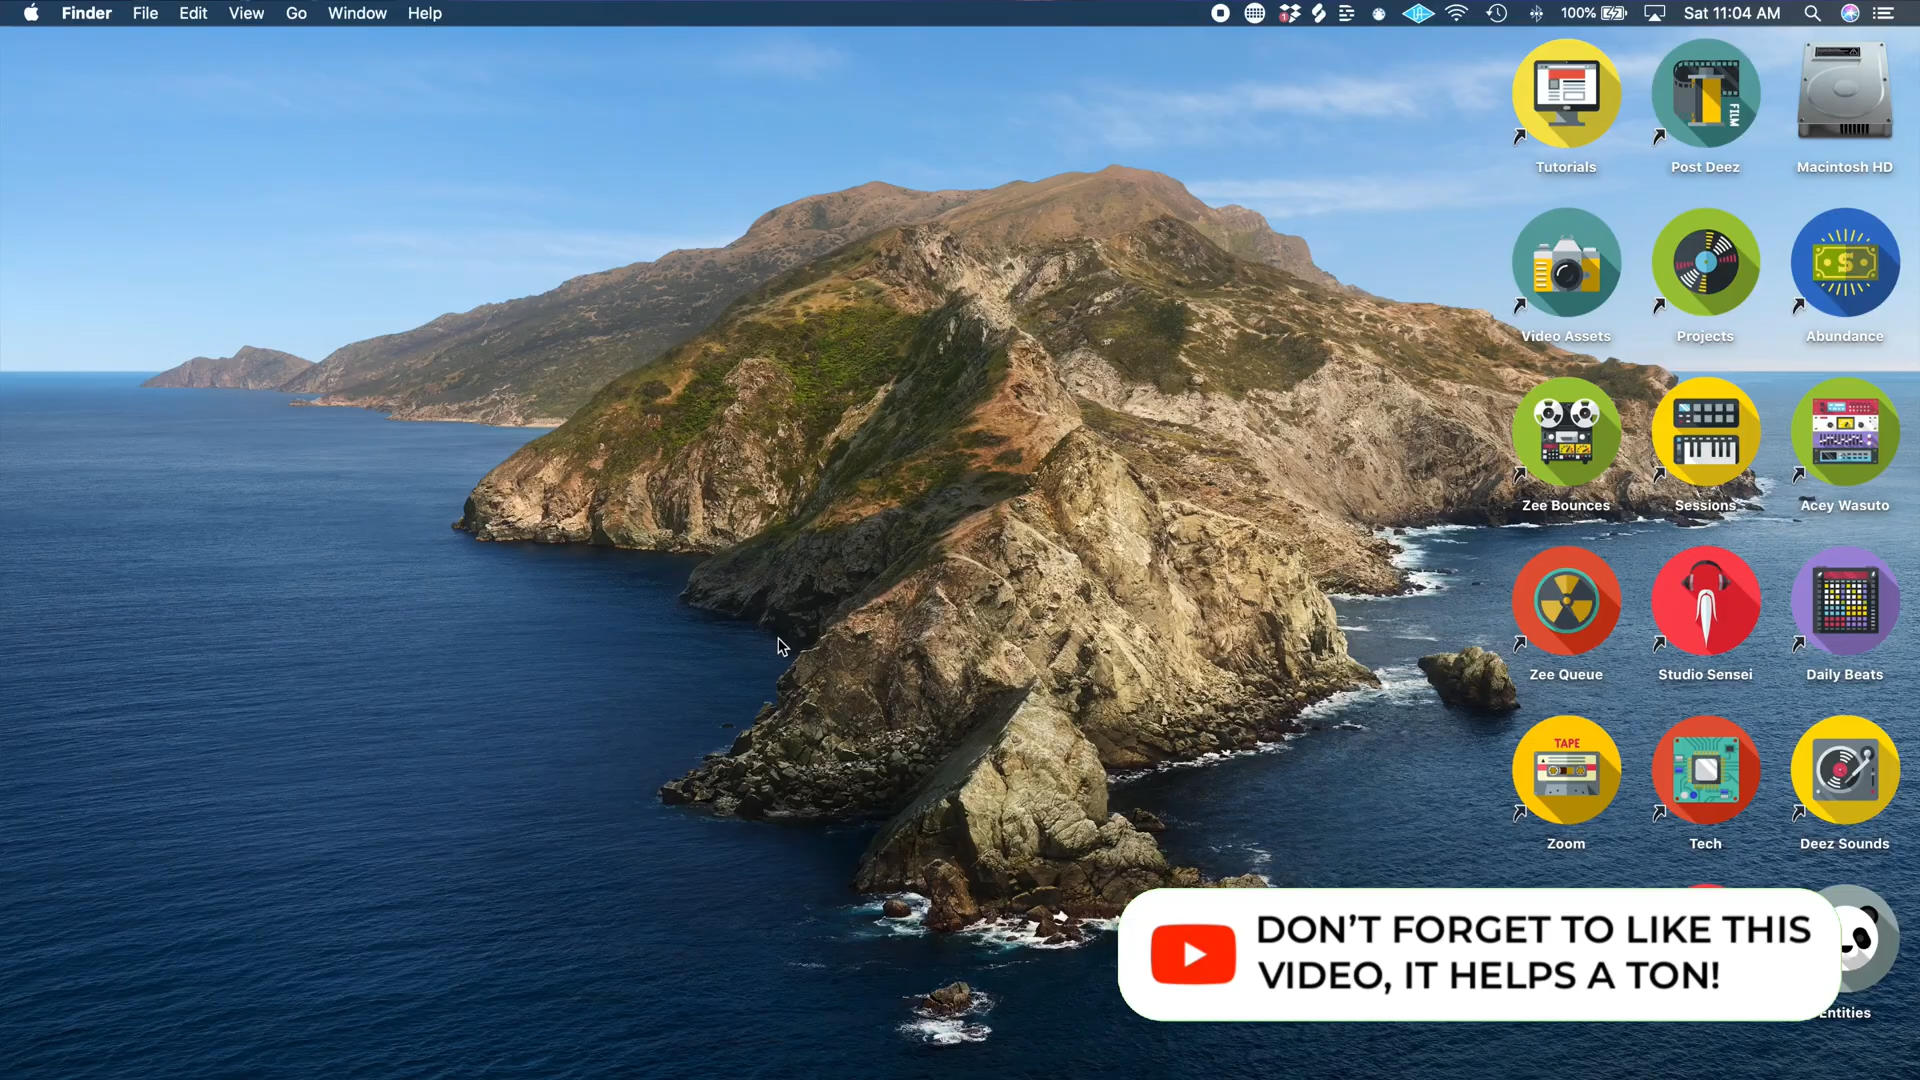 Finder File Edit View Go Window Help
1
100%
Sat 11:04 AM
FILM
Tutorials Post Deez Macintosh HD
$
Video Assets Projects Abundance
Zee Bounces Sessions Acey Wasuto
Zee Queue Studio Sensei Daily Beats
TAPE
Zoom Tech Deez Sounds
DON'T FORGET TO LIKE THIS
VIDEO, IT HELPS A TON!
Entities